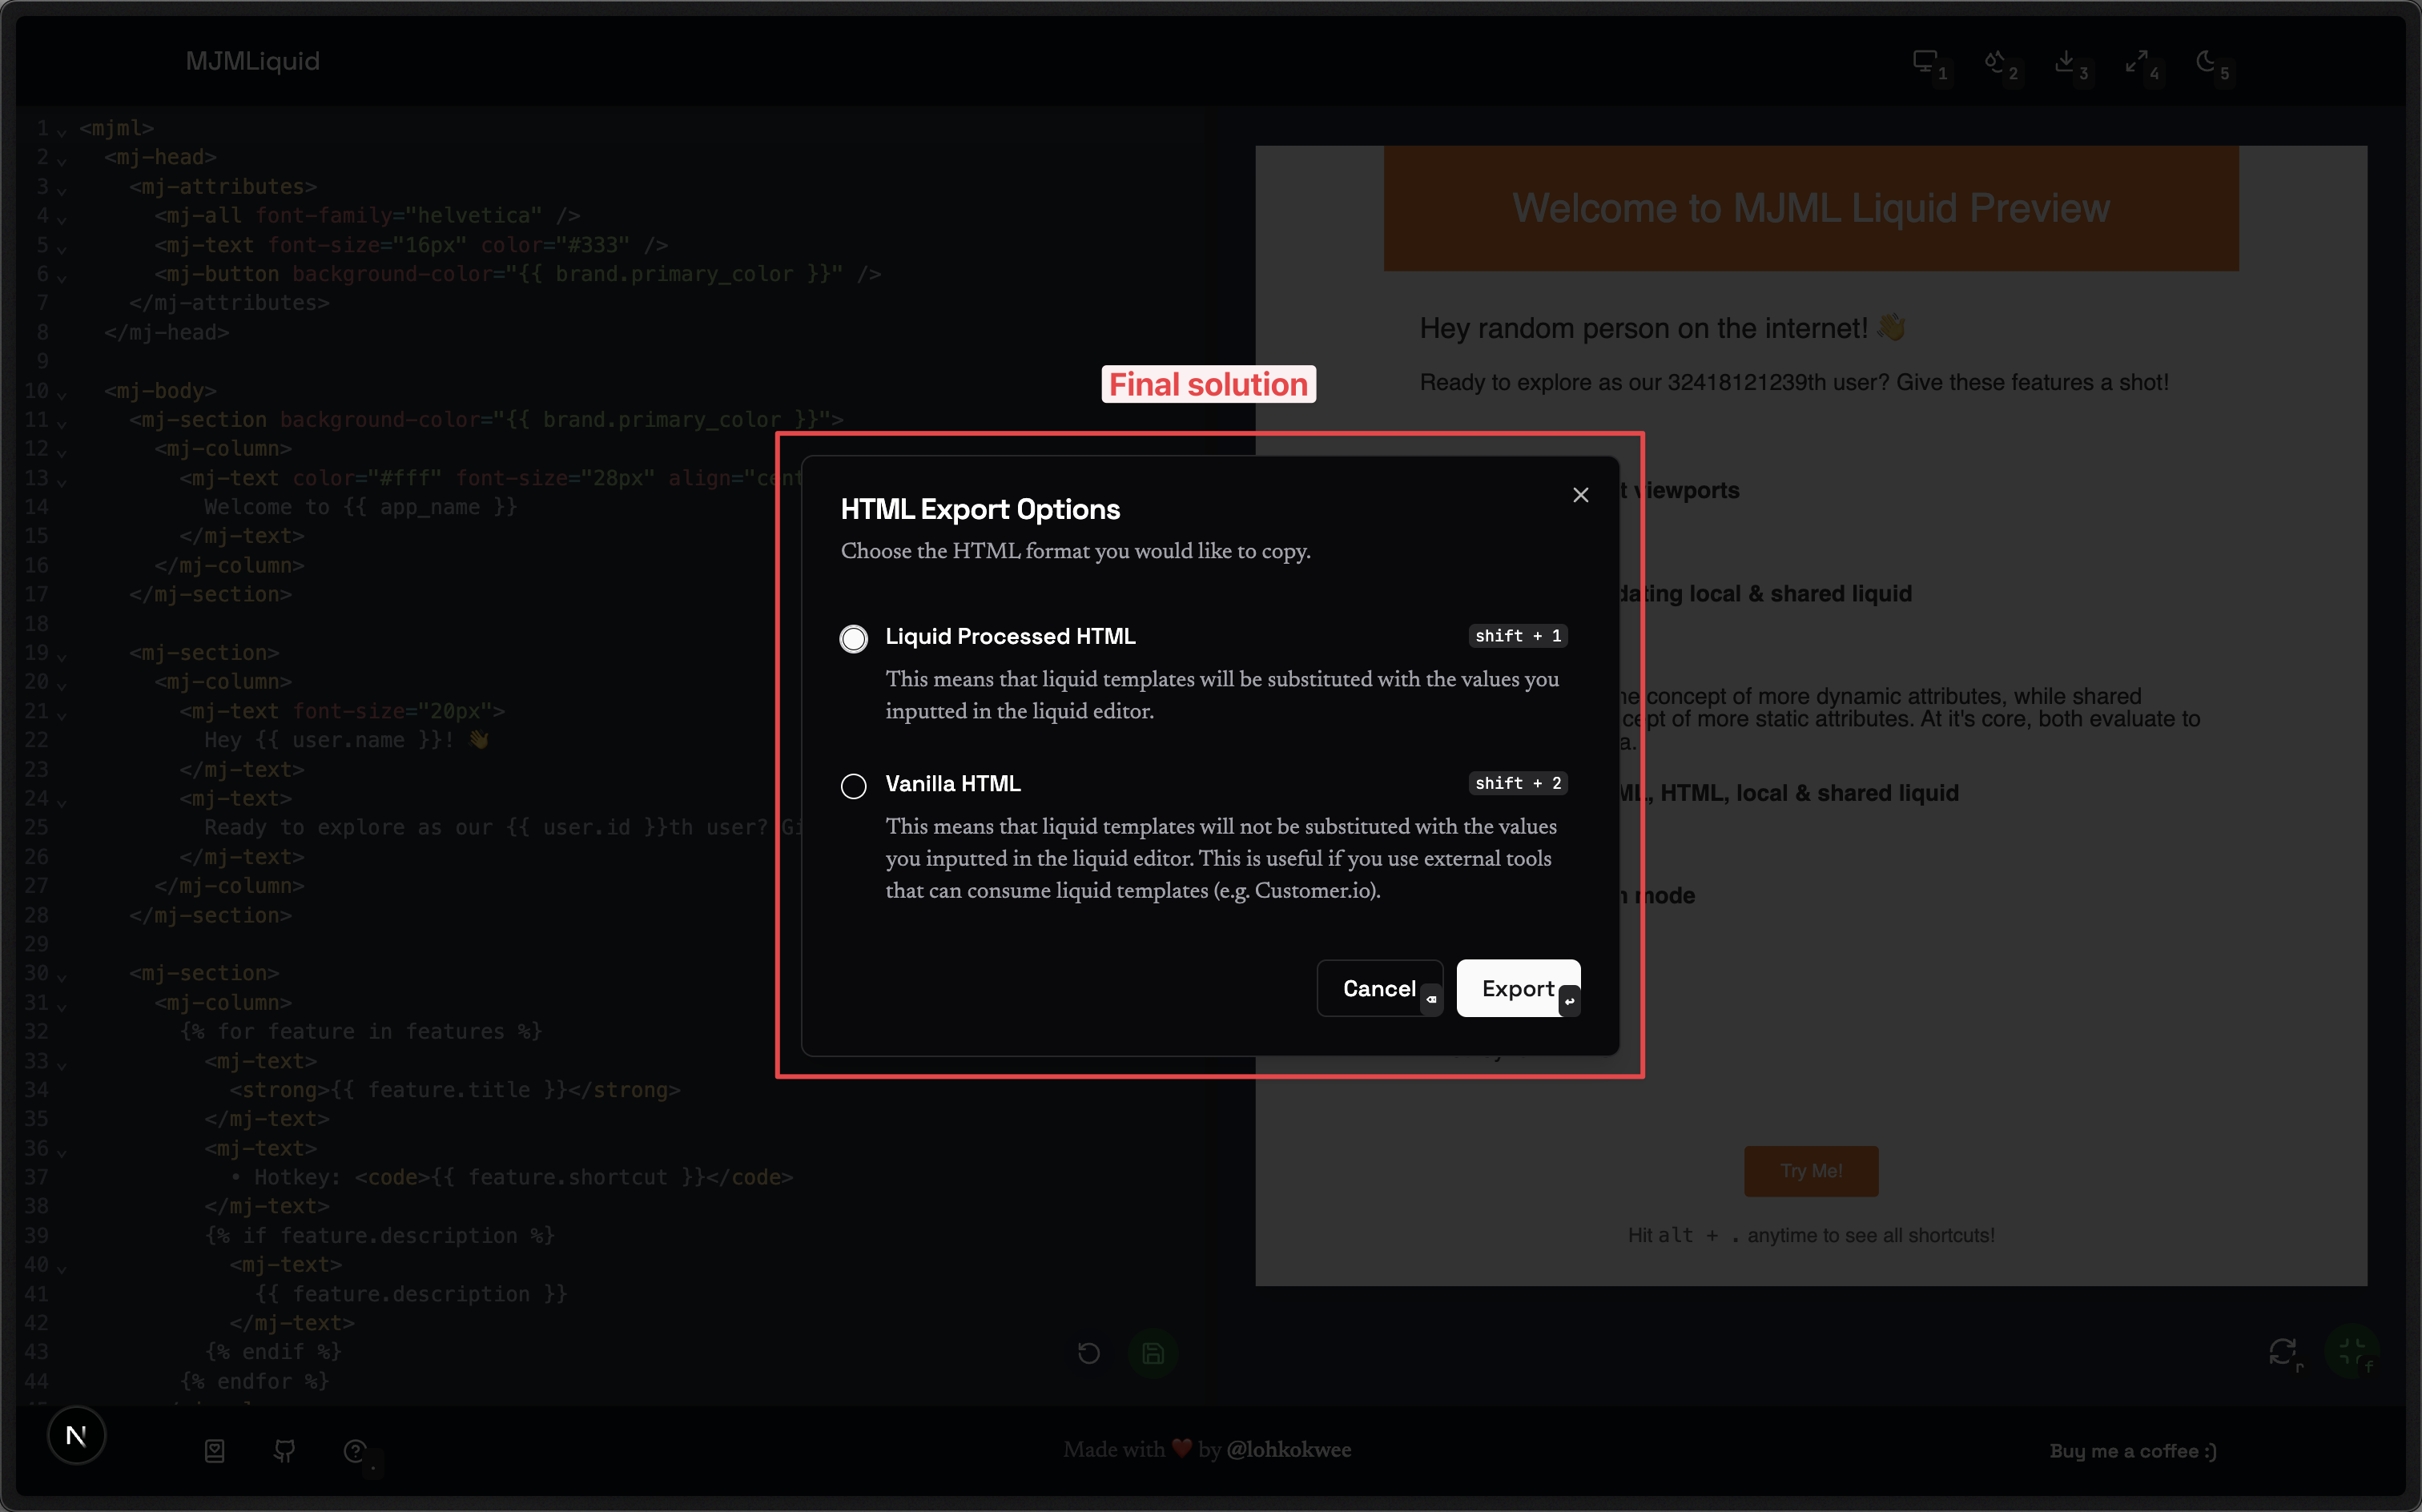 MJMLiquid
1
2
3
4
5
1 <mjml>
2 <mj-head>
3 <mj-attributes>
4 <mj-all font-family="helvetica" />
5 <mj-text font-size="16px" color="#333" />
6 <mj-button background-color="{{ brand.primary_color }}" />
7 </mj-attributes>
8 </mj-head>
9
10 <mj-body>
11 <mj-section background-color="{{ brand.primary_color }}">
12 <mj-column>
13 <mj-text color="#fff" font-size="28px" align="cent
14 Welcome to {{ app_name }}
15 </mj-text>
16 </mj-column>
17 </mj-section>
18
19 <mj-section>
20 <mj-column>
21 <mj-text font-size="20px">
22 Hey {{ user.name }}! 👋
23 </mj-text>
24 <mj-text>
25 Ready to explore as our {{ user.id }}th user? Gi
26 </mj-text>
27 </mj-column>
28 </mj-section>
29
30 <mj-section>
31 <mj-column>
32 {% for feature in features %}
33 <mj-text>
34 <strong>{{ feature.title }}</strong>
35 </mj-text>
36 <mj-text>
37 • Hotkey: <code>{{ feature.shortcut }}</code>
38 </mj-text>
39 {% if feature.description %}
40 <mj-text>
41 {{ feature.description }}
42 </mj-text>
43 {% endif %}
44 {% endfor %}
Final solution
HTML Export Options
Choose the HTML format you would like to copy.
Liquid Processed HTML
shift + 1
This means that liquid templates will be substituted with the values you
inputted in the liquid editor.
Vanilla HTML
shift + 2
This means that liquid templates will not be substituted with the values
you inputted in the liquid editor. This is useful if you use external tools
that can consume liquid templates (e.g. Customer.io).
Cancel
Export
Welcome to MJML Liquid Preview
Hey random person on the internet! 👋
Ready to explore as our 32418121239th user? Give these features a shot!
t viewports
dating local & shared liquid
ne concept of more dynamic attributes, while shared
cept of more static attributes. At it's core, both evaluate to
a.
ML, HTML, local & shared liquid
n mode
Try Me!
Hit alt + . anytime to see all shortcuts!
r
f
N
.
Made with ❤️ by @lohkokwee
Buy me a coffee :)